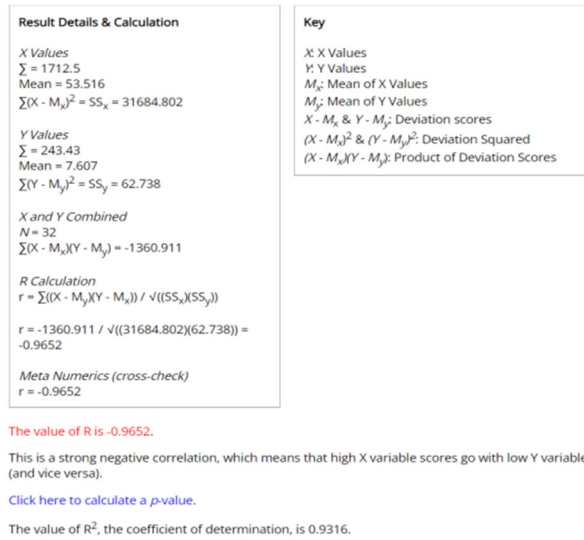 Result Details & Calculation
X Values
∑ = 1712.5
Mean = 53.516
∑(X - Mx)² = SSx = 31684.802
Y Values
∑ = 243.43
Mean = 7.607
∑(Y - My)² = SSy = 62.738
X and Y Combined
N = 32
∑(X - Mx)(Y - My) = -1360.911
R Calculation
r = ∑((X - My)(Y - Mx)) / √((SSx)(SSy))
r = -1360.911 / √((31684.802)(62.738)) =
-0.9652
Meta Numerics (cross-check)
r = -0.9652
Key
X: X Values
Y: Y Values
Mx: Mean of X Values
My: Mean of Y Values
X - Mx & Y - My: Deviation scores
(X - Mx)² & (Y - My)²: Deviation Squared
(X - Mx)(Y - My): Product of Deviation Scores
The value of R is -0.9652.
This is a strong negative correlation, which means that high X variable scores go with low Y variable
(and vice versa).
Click here to calculate a p-value.
The value of R², the coefficient of determination, is 0.9316.